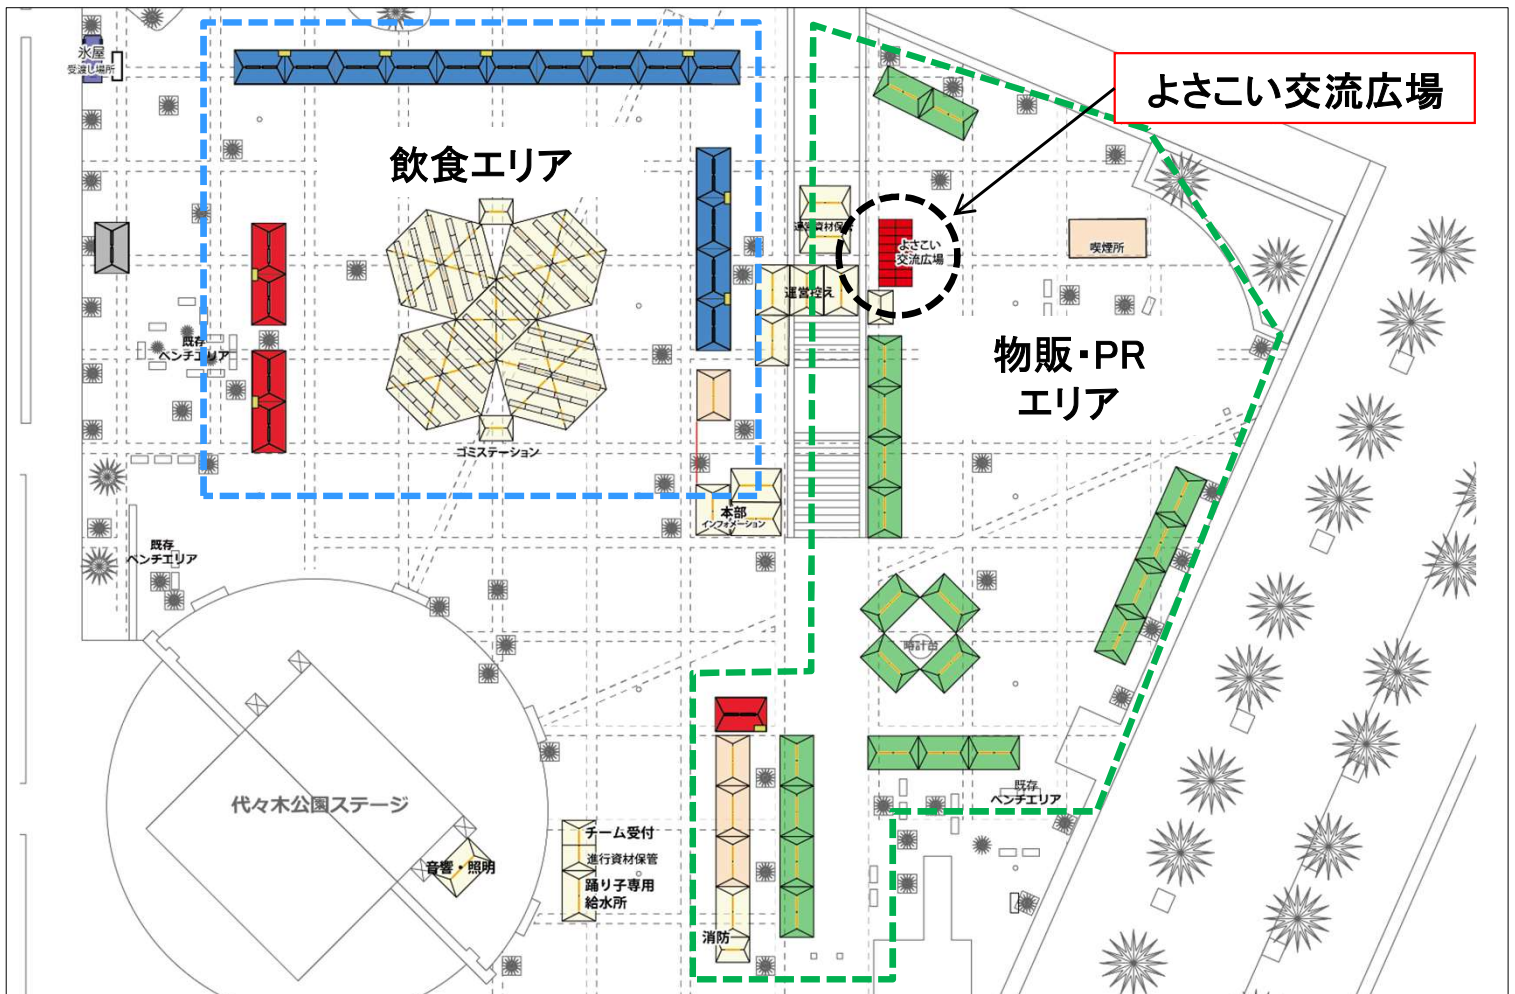 氷屋
受渡し場所
よさこい交流広場
飲食エリア
運営資材保管
よさこい
交流広場
喫煙所
運営控え
既存
ベンチエリア
物販・PR
エリア
ゴミステーション
本部
インフォメーション
既存
ベンチエリア
時計台
既存
ベンチエリア
代々木公園ステージ
チーム受付
音響・照明
進行資材保管
踊り子専用
給水所
消防